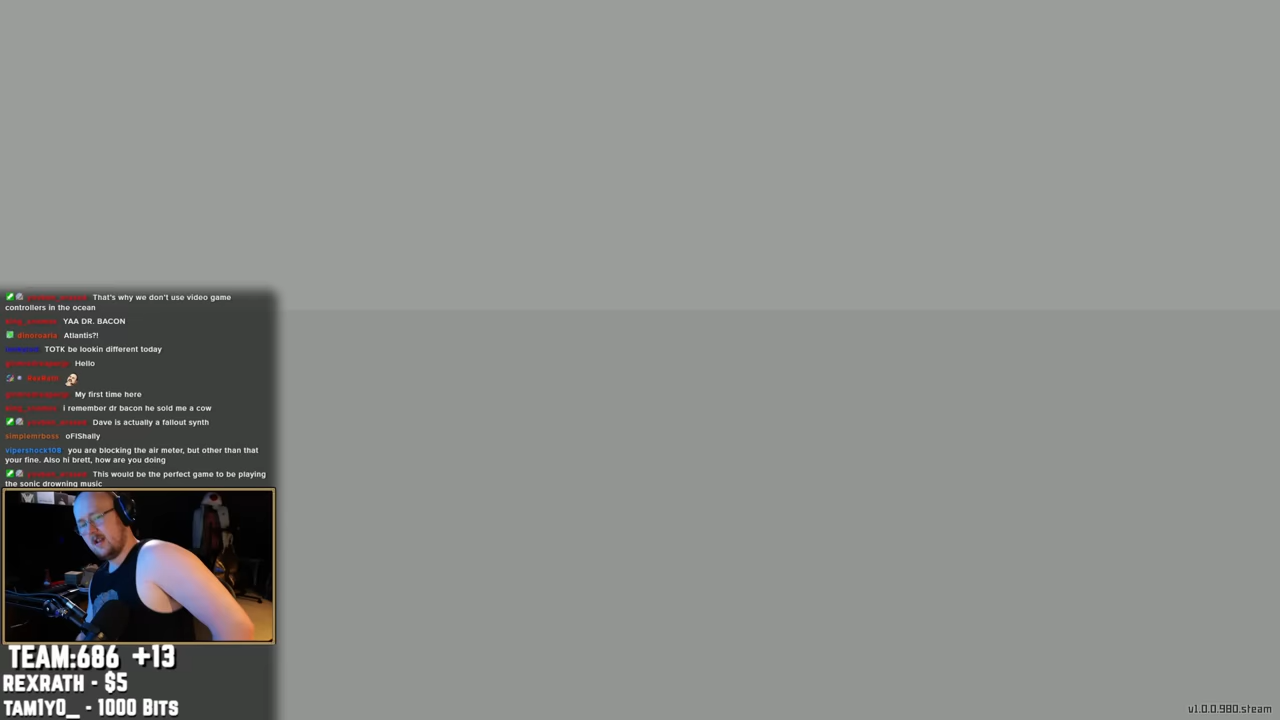 That's why we don't use video game
controllers in the ocean
YAA DR. BACON
dinoroaria Atlantis?!
TOTK be lookin different today
Hello
RexRath
My first time here
i remember dr bacon he sold me a cow
Dave is actually a fallout synth
simplemrboss oFIShally
vipershock108 you are blocking the air meter, but other than that
your fine. Also hi brett, how are you doing
This would be the perfect game to be playing
the sonic drowning music
TEAM:686 +13
REXRATH - $5
TAM1Y0_ - 1000 BITS
v1.0.0.980.steam